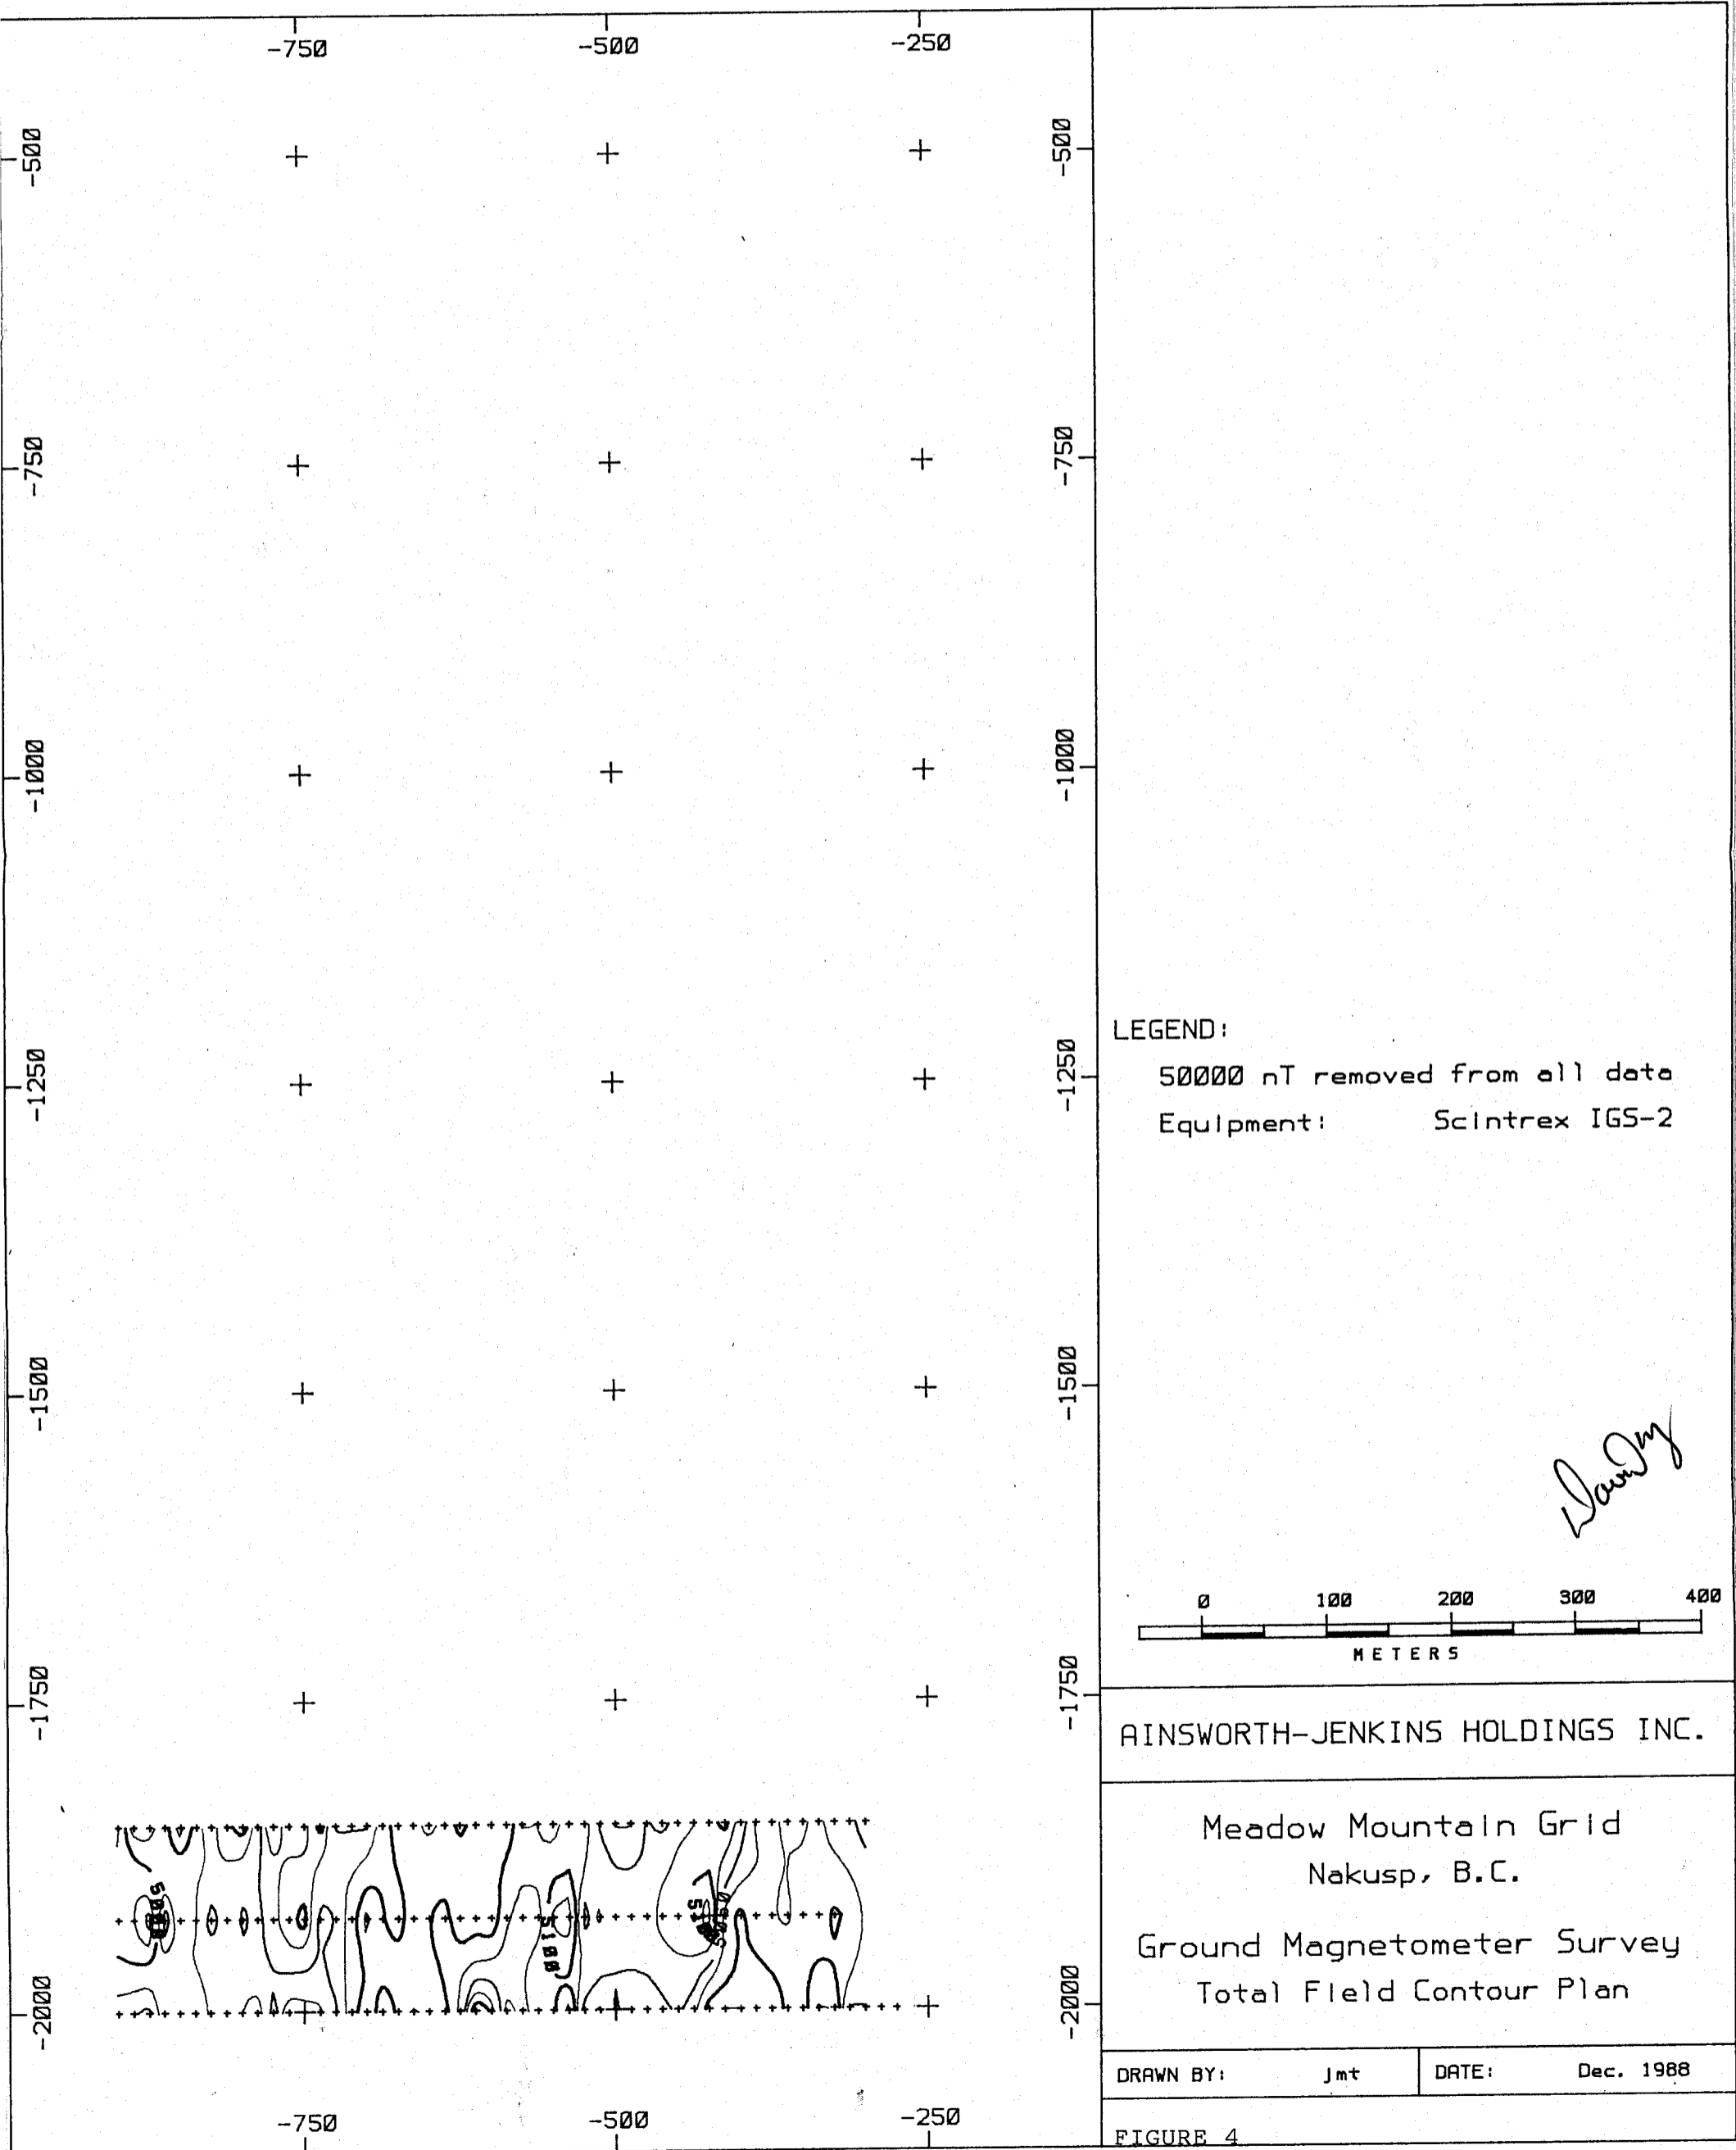 -750 -500 -250
-500 -500
-750 -750
-1000 -1000
LEGEND:
-1250 -1250
50000 nT removed from all data
Equipment: Scintrex IGS-2
-1500 -1500
0 100 200 300 400
METERS
-1750 -1750
AINSWORTH-JENKINS HOLDINGS INC.
Meadow Mountain Grid
Nakusp, B.C.
Ground Magnetometer Survey
Total Field Contour Plan
5100
-2000 -2000
DRAWN BY: jmt DATE: Dec. 1988
-750 -500 -250
FIGURE 4